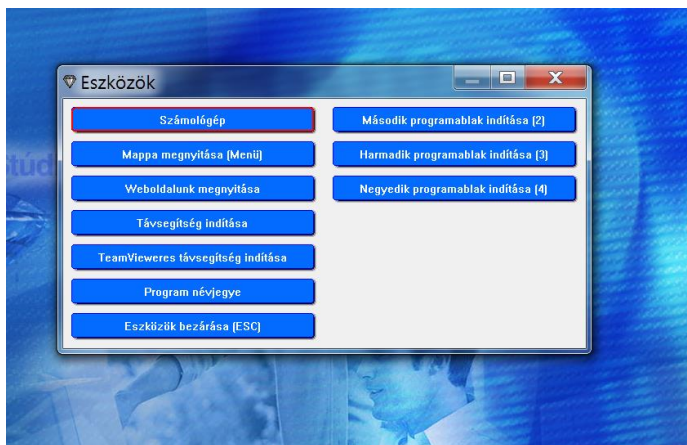 Eszközök
Számológép
Mappa megnyitása (Menü)
Weboldalunk megnyitása
Távsegítség indítása
TeamVieweres távsegítség indítása
Program névjegye
Eszközök bezárása (ESC)
Második programablak indítása (2)
Harmadik programablak indítása (3)
Negyedik programablak indítása (4)